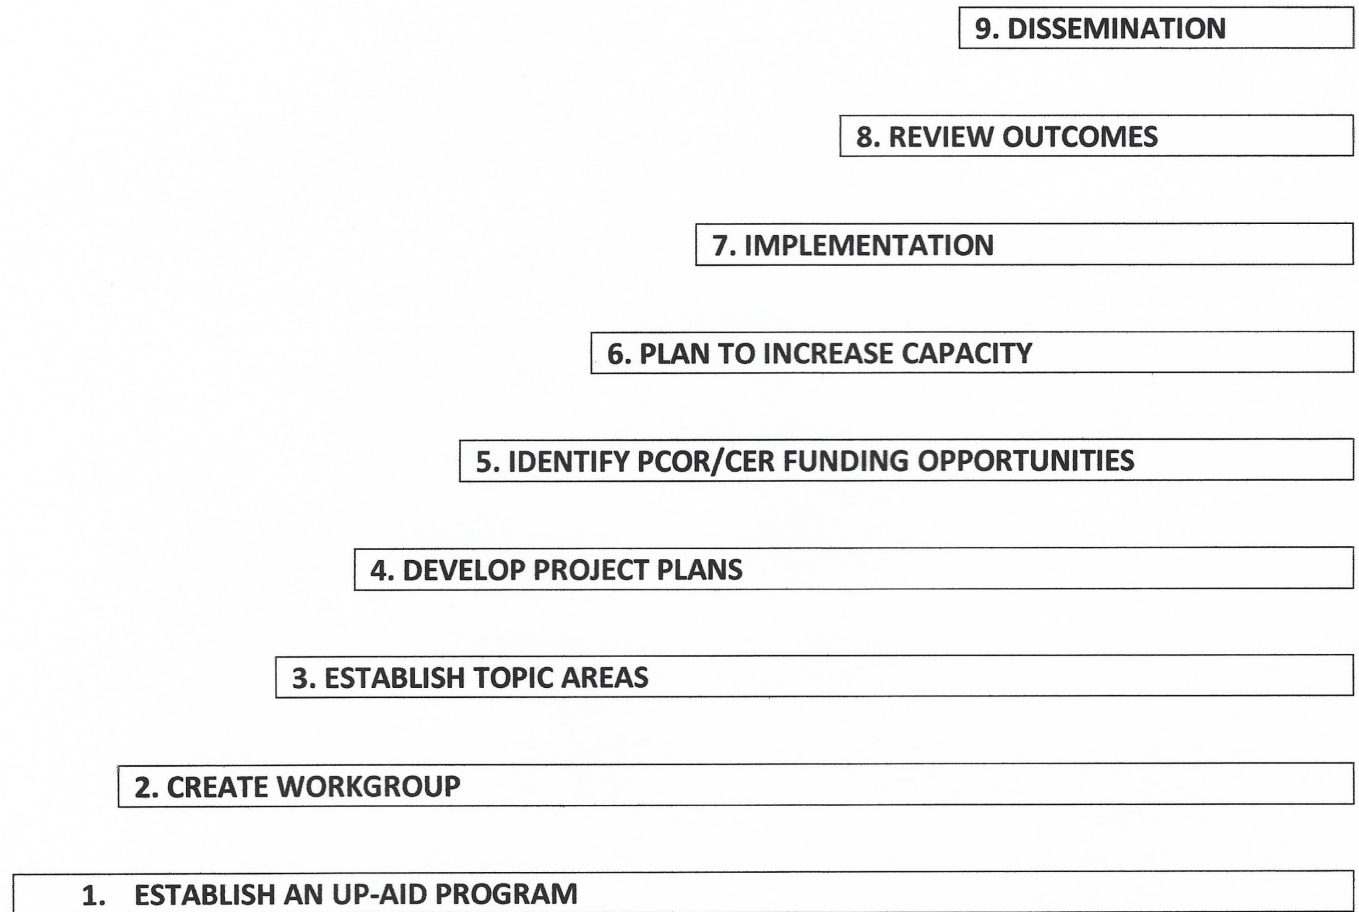 9. DISSEMINATION
8. REVIEW OUTCOMES
7. IMPLEMENTATION
6. PLAN TO INCREASE CAPACITY
5. IDENTIFY PCOR/CER FUNDING OPPORTUNITIES
4. DEVELOP PROJECT PLANS
3. ESTABLISH TOPIC AREAS
2. CREATE WORKGROUP
1. ESTABLISH AN UP-AID PROGRAM